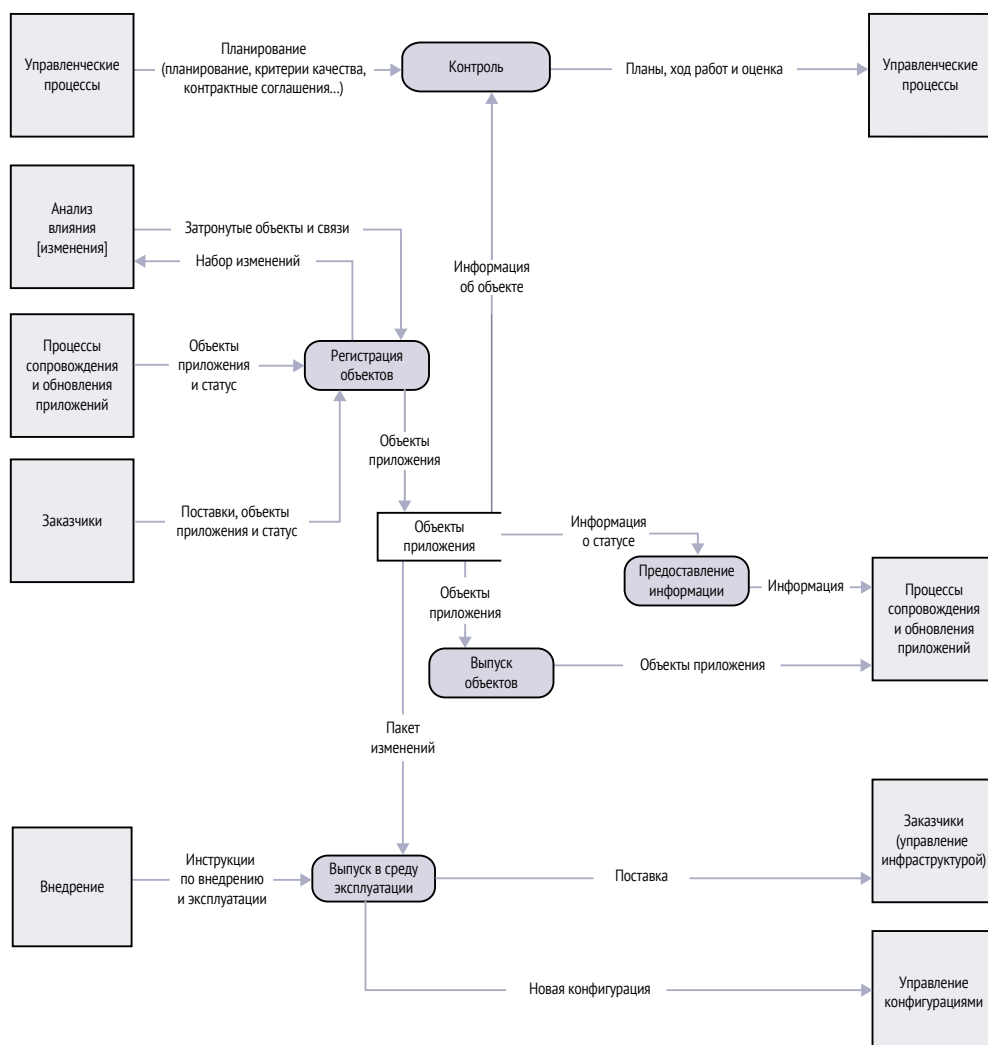 Управленческие
процессы
Планирование
(планирование, критерии качества,
контрактные соглашения...)
Контроль
Планы, ход работ и оценка
Управленческие
процессы
Анализ
влияния
[изменения]
Затронутые объекты и связи
Набор изменений
Информация
об объекте
Процессы
сопровождения
и обновления
приложений
Объекты
приложения
и статус
Регистрация
объектов
Объекты
приложения
Заказчики
Поставки, объекты
приложения и статус
Объекты
приложения
Информация
о статусе
Предоставление
информации
Информация
Процессы
сопровождения
и обновления
приложений
Объекты
приложения
Выпуск
объектов
Объекты приложения
Пакет
изменений
Внедрение
Инструкции
по внедрению
и эксплуатации
Выпуск в среду
эксплуатации
Поставка
Заказчики
(управление
инфраструктурой)
Новая конфигурация
Управление
конфигурациями